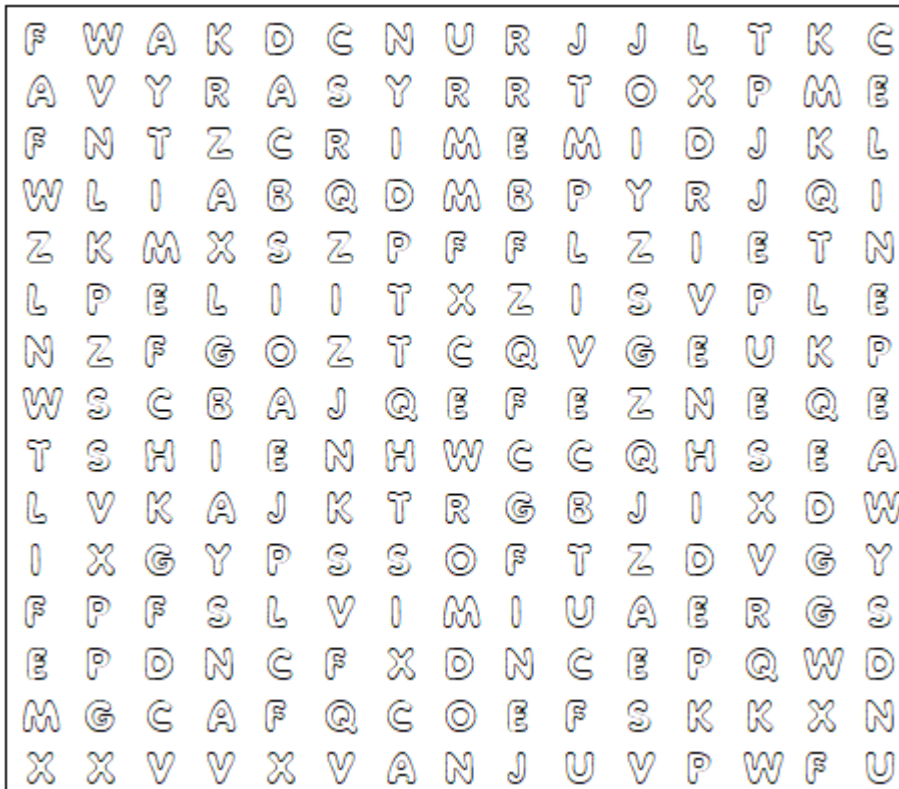 F W A K D C N U R J J L T K C
A V Y R A S Y R R T O X P M E
F N T Z C R I M E M I D J K L
W L I A B Q D M B P Y R J Q I
Z K M X S Z P F F L Z I E T N
L P E L I I T X Z I S V P L E
N Z F G O Z T C Q V G E U K P
W S C B A J Q E F E Z N E Q E
T S H I E N H W C C Q H S E A
L V K A J K T R G B J I X D W
I X G Y P S S O F T Z D V G Y
F P F S L V I M I U A E R G S
E P D N C F X D N C E P Q W D
M G C A F Q C O E F S K K X N
X X V V X V A N J U V P W F U